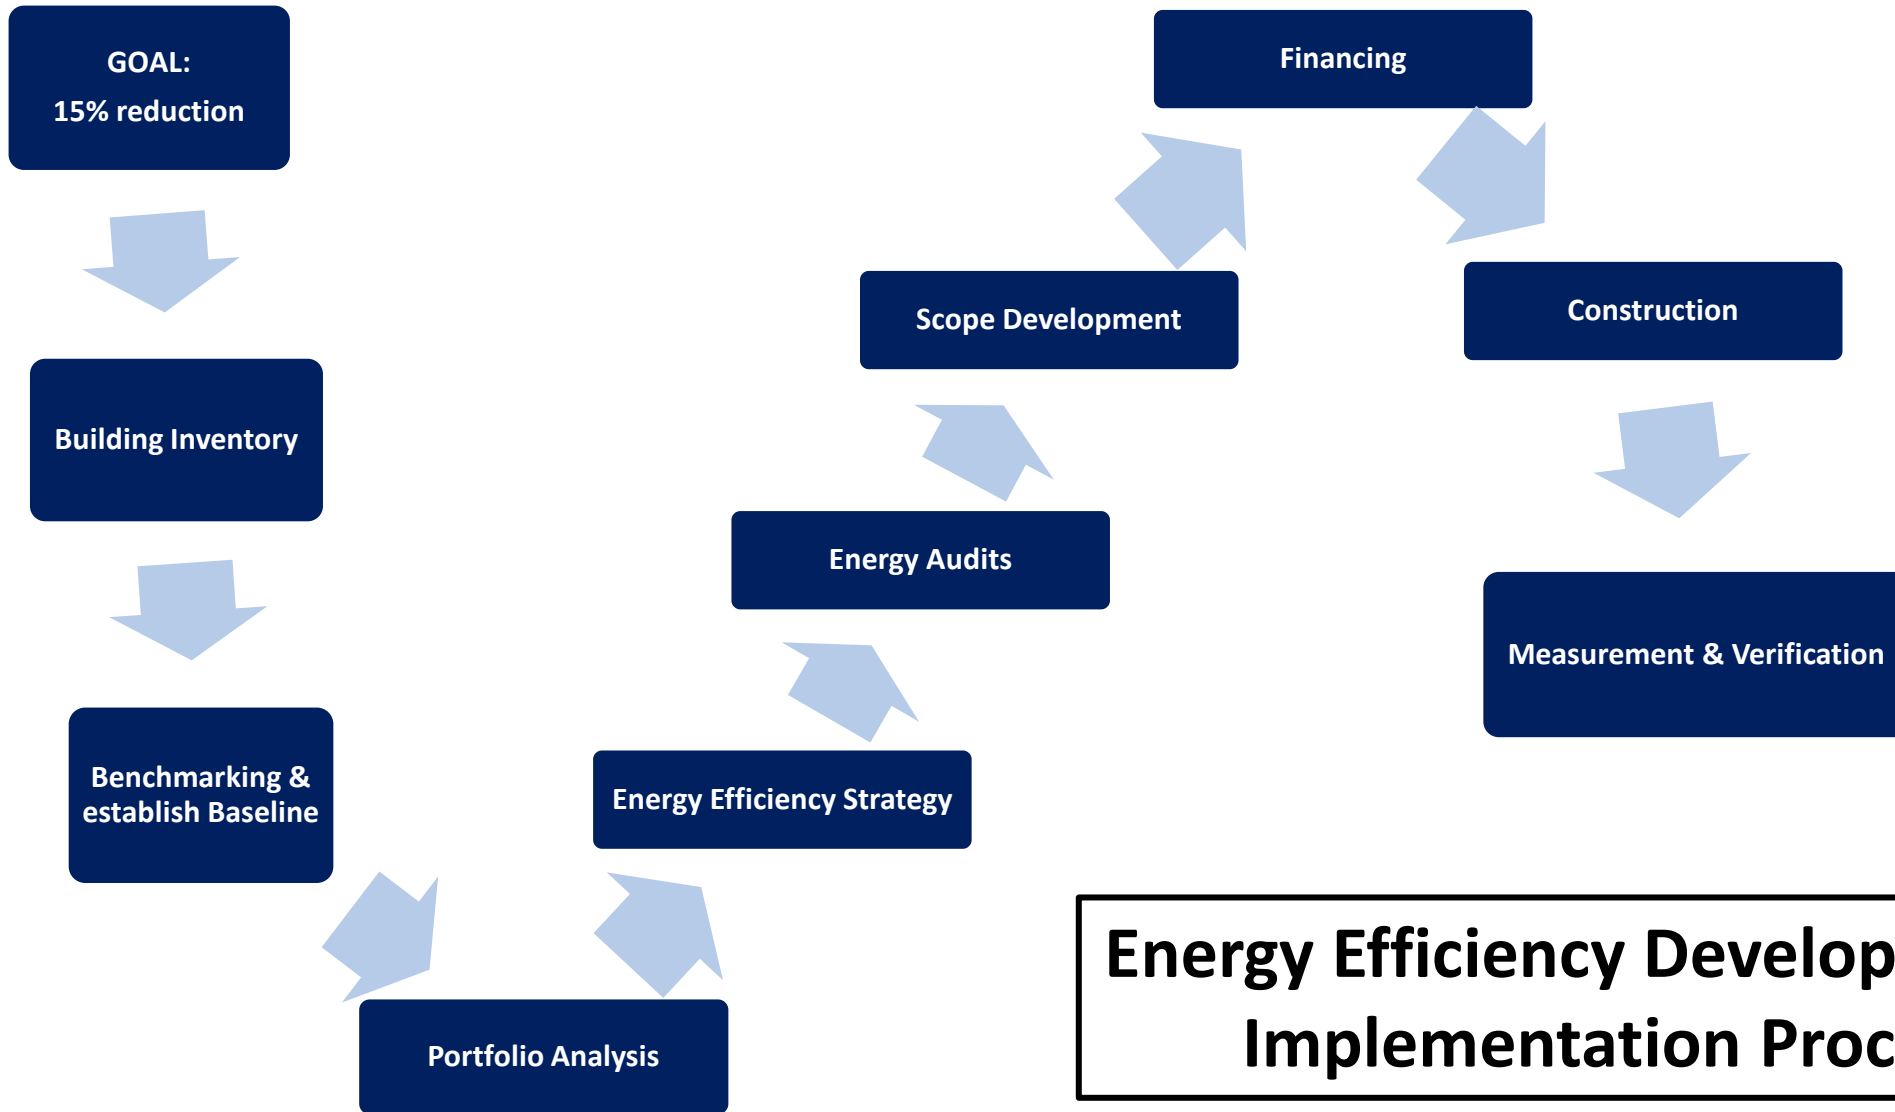 GOAL:
15% reduction
Building Inventory
Benchmarking &
establish Baseline
Portfolio Analysis
Energy Efficiency Strategy
Energy Audits
Scope Development
Financing
Construction
Measurement & Verification
Energy Efficiency Develop
Implementation Proc